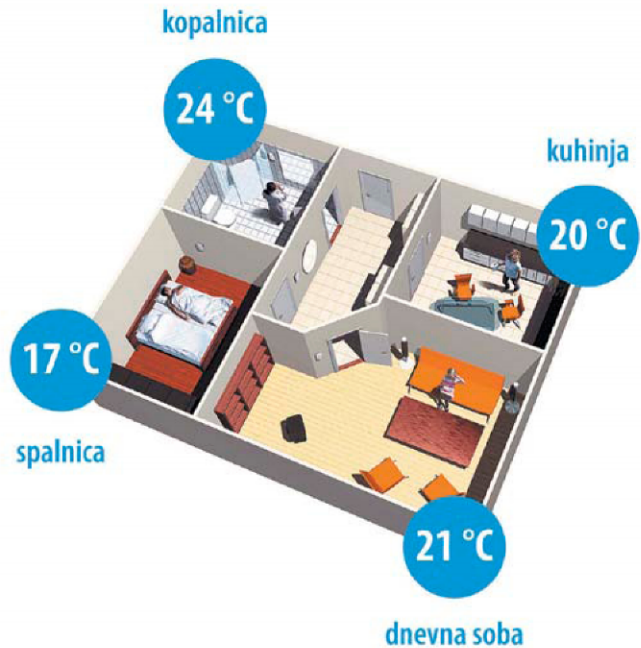 kopalnica
24 °C
kuhinja
20 °C
17 °C
spalnica
21 °C
dnevna soba